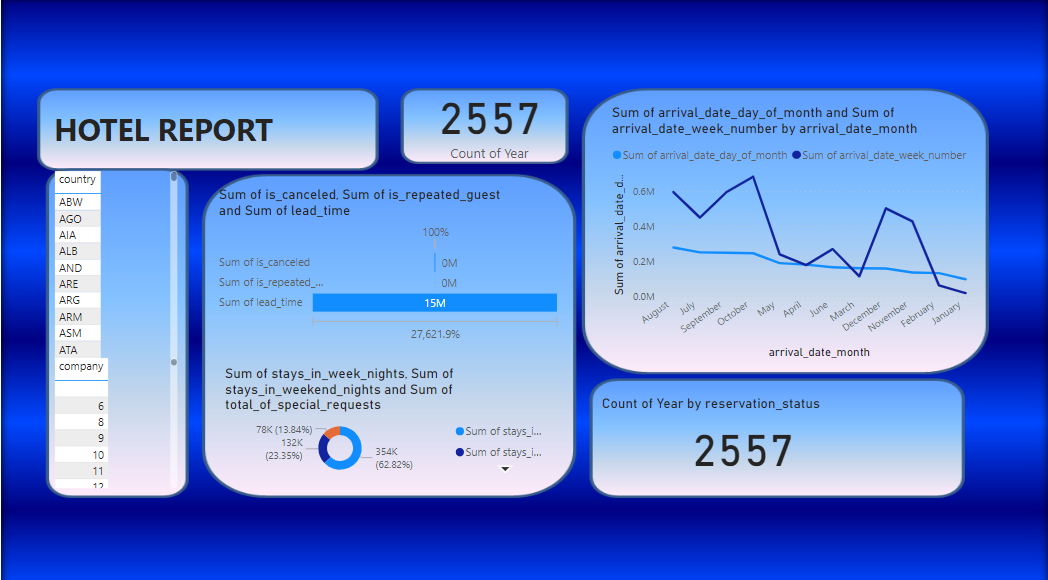 HOTEL REPORT
2557
Count of Year
country
ABW
AGO
AIA
ALB
AND
ARE
ARG
ARM
ASM
ATA
company
6
8
9
10
11
12
Sum of is_canceled, Sum of is_repeated_guest
and Sum of lead_time
100%
Sum of is_canceled 0M
Sum of is_repeated_... 0M
Sum of lead_time 15M
27,621.9%
Sum of stays_in_week_nights, Sum of
stays_in_weekend_nights and Sum of
total_of_special_requests
78K (13.84%)
132K
(23.35%)
354K
(62.82%)
Sum of stays_i...
Sum of stays_i...
Sum of arrival_date_day_of_month and Sum of
arrival_date_week_number by arrival_date_month
Sum of arrival_date_day_of_month Sum of arrival_date_week_number
Sum of arrival_date_d...
0.6M
0.4M
0.2M
0.0M
August July September October May April June March December November February January
arrival_date_month
Count of Year by reservation_status
2557